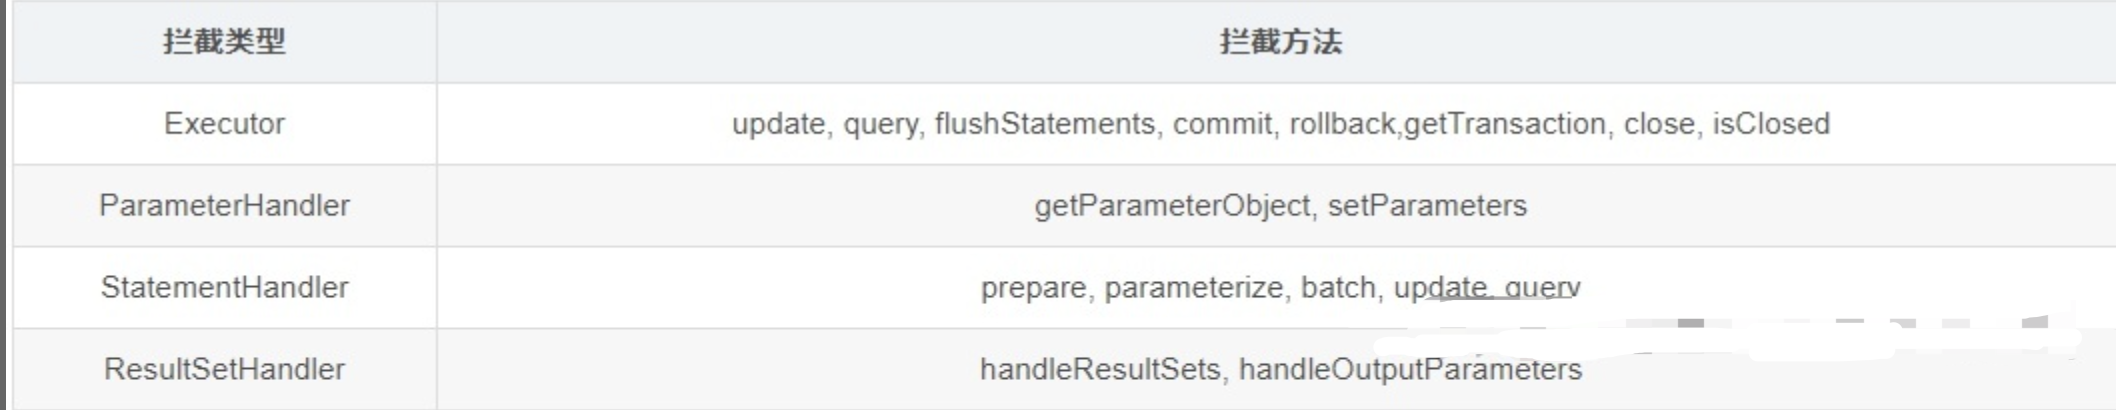 拦截类型 拦截方法
Executor update, query, flushStatements, commit, rollback,getTransaction, close, isClosed
ParameterHandler getParameterObject, setParameters
StatementHandler prepare, parameterize, batch, update, query
ResultSetHandler handleResultSets, handleOutputParameters